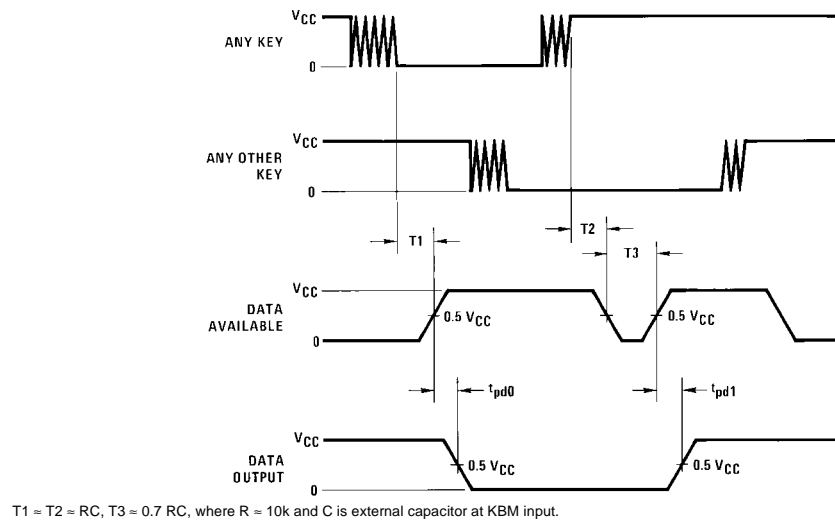 VCC
ANY KEY
0
VCC
ANY OTHER
KEY
0
T1
T2
T3
VCC
DATA
AVAILABLE
0.5 VCC
0.5 VCC
0
tpd0
tpd1
VCC
DATA
OUTPUT
0.5 VCC
0.5 VCC
0
T1 ≈ T2 ≈ RC, T3 ≈ 0.7 RC, where R ≈ 10k and C is external capacitor at KBM input.